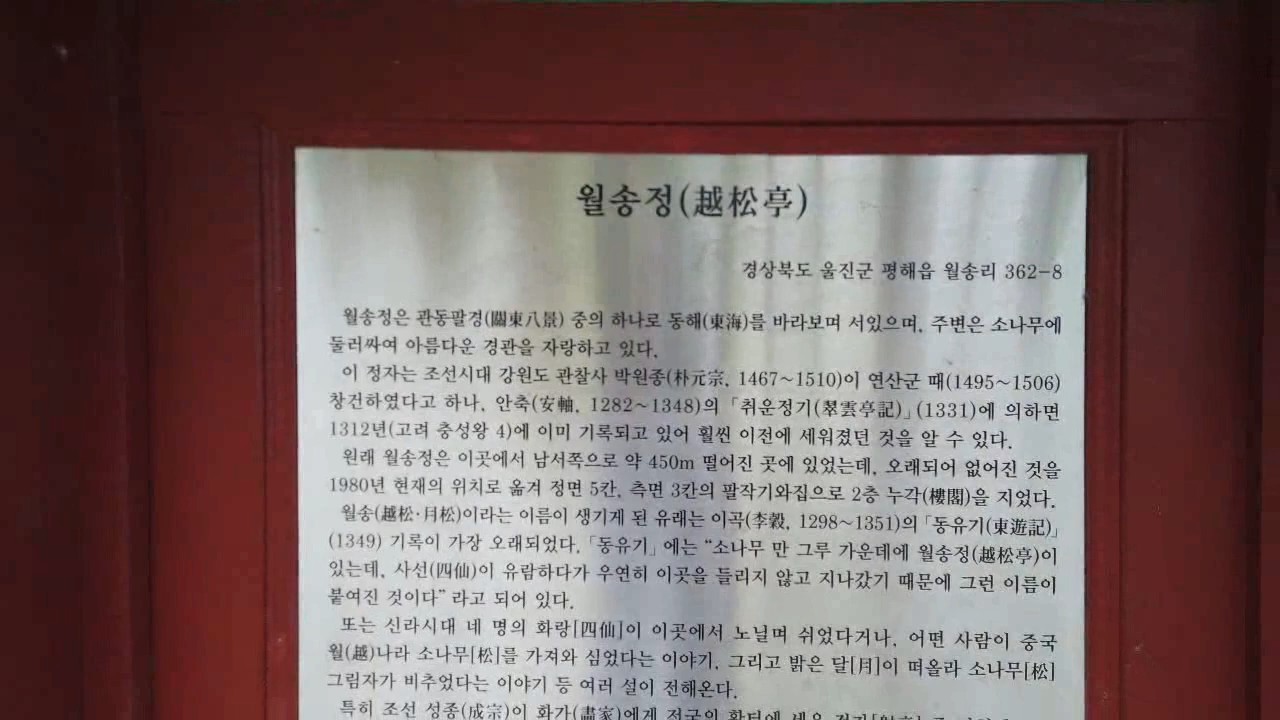 월송정(越松亭)
경상북도 울진군 평해읍 월송리 362-8
월송정은 관동팔경(關東八景) 중의 하나로 동해(東海)를 바라보며 서있으며, 주변은 소나무에
둘러싸여 아름다운 경관을 자랑하고 있다.
이 정자는 조선시대 강원도 관찰사 박원종(朴元宗, 1467~1510)이 연산군 때(1495~1506)
창건하였다고 하나, 안축(安軸, 1282~1348)의 「취운정기(翠雲亭記)」(1331)에 의하면
1312년(고려 충성왕 4)에 이미 기록되고 있어 훨씬 이전에 세워졌던 것을 알 수 있다.
원래 월송정은 이곳에서 남서쪽으로 약 450m 떨어진 곳에 있었는데, 오래되어 없어진 것을
1980년 현재의 위치로 옮겨 정면 5칸, 측면 3칸의 팔작기와집으로 2층 누각(樓閣)을 지었다.
월송(越松·月松)이라는 이름이 생기게 된 유래는 이곡(李穀, 1298~1351)의 「동유기(東遊記)」
(1349) 기록이 가장 오래되었다. 「동유기」에는 “소나무 만 그루 가운데에 월송정(越松亭)이
있는데, 사선(四仙)이 유람하다가 우연히 이곳을 들리지 않고 지나갔기 때문에 그런 이름이
붙여진 것이다” 라고 되어 있다.
또는 신라시대 네 명의 화랑[四仙]이 이곳에서 노닐며 쉬었다거나, 어떤 사람이 중국
월(越)나라 소나무[松]를 가져와 심었다는 이야기, 그리고 밝은 달[月]이 떠올라 소나무[松]
그림자가 비추었다는 이야기 등 여러 설이 전해온다.
특히 조선 성종(成宗)이 화가(畵家)에게 전국의